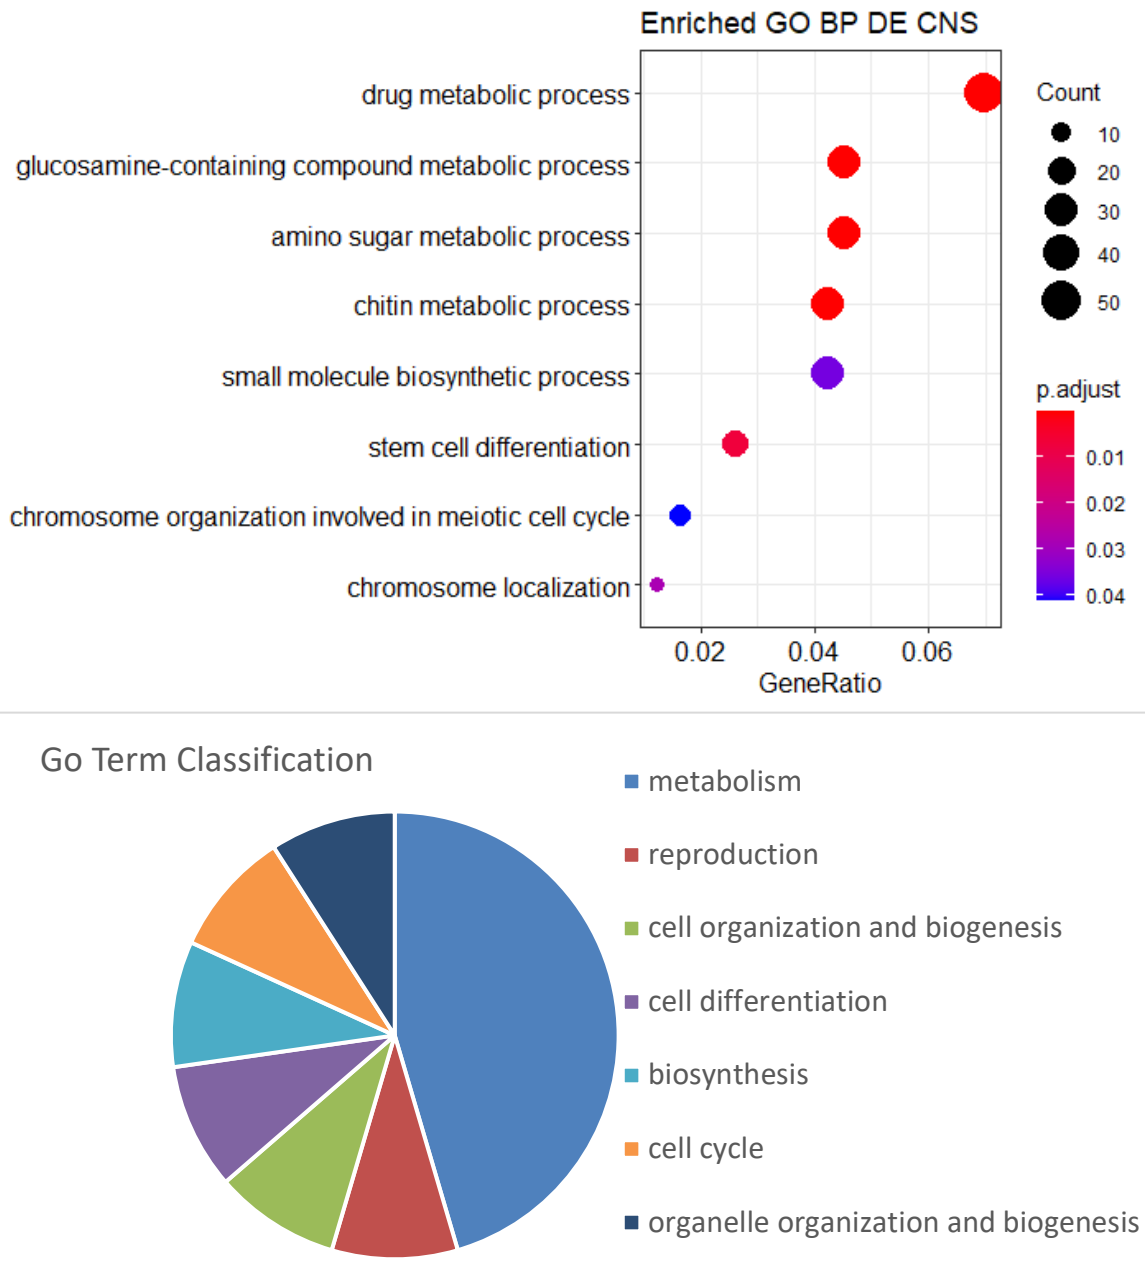 Enriched GO BP DE CNS
drug metabolic process
glucosamine-containing compound metabolic process
amino sugar metabolic process
chitin metabolic process
small molecule biosynthetic process
stem cell differentiation
chromosome organization involved in meiotic cell cycle
chromosome localization
0.02 0.04 0.06
GeneRatio
Count
10
20
30
40
50
p.adjust
0.01
0.02
0.03
0.04
Go Term Classification
metabolism
reproduction
cell organization and biogenesis
cell differentiation
biosynthesis
cell cycle
organelle organization and biogenesis